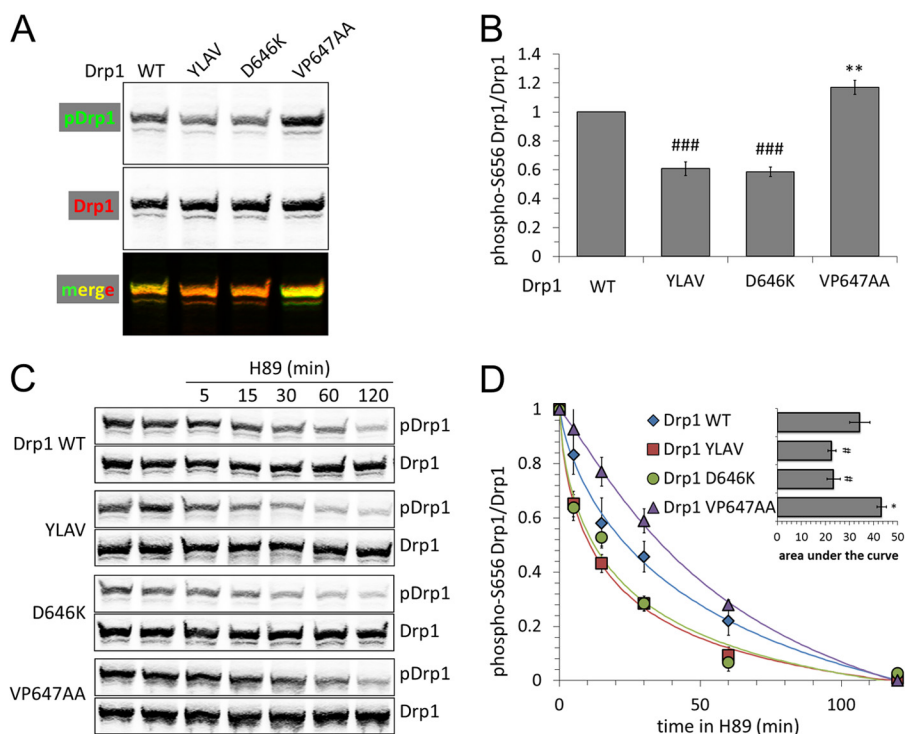 A
Drp1 WT YLAV D646K VP647AA
pDrp1
Drp1
merge
B
phospho-S656 Drp1/Drp1
1.4
1.2
1
0.8
0.6
0.4
0.2
0
### ### **
Drp1 WT YLAV D646K VP647AA
C
H89 (min)
5 15 30 60 120
Drp1 WT
pDrp1
Drp1
YLAV
pDrp1
Drp1
D646K
pDrp1
Drp1
VP647AA
pDrp1
Drp1
D
phospho-S656 Drp1/Drp1
1
0.8
0.6
0.4
0.2
0
0 50 100
time in H89 (min)
Drp1 WT
Drp1 YLAV
Drp1 D646K
Drp1 VP647AA
#
#
*
0 10 20 30 40 50
area under the curve